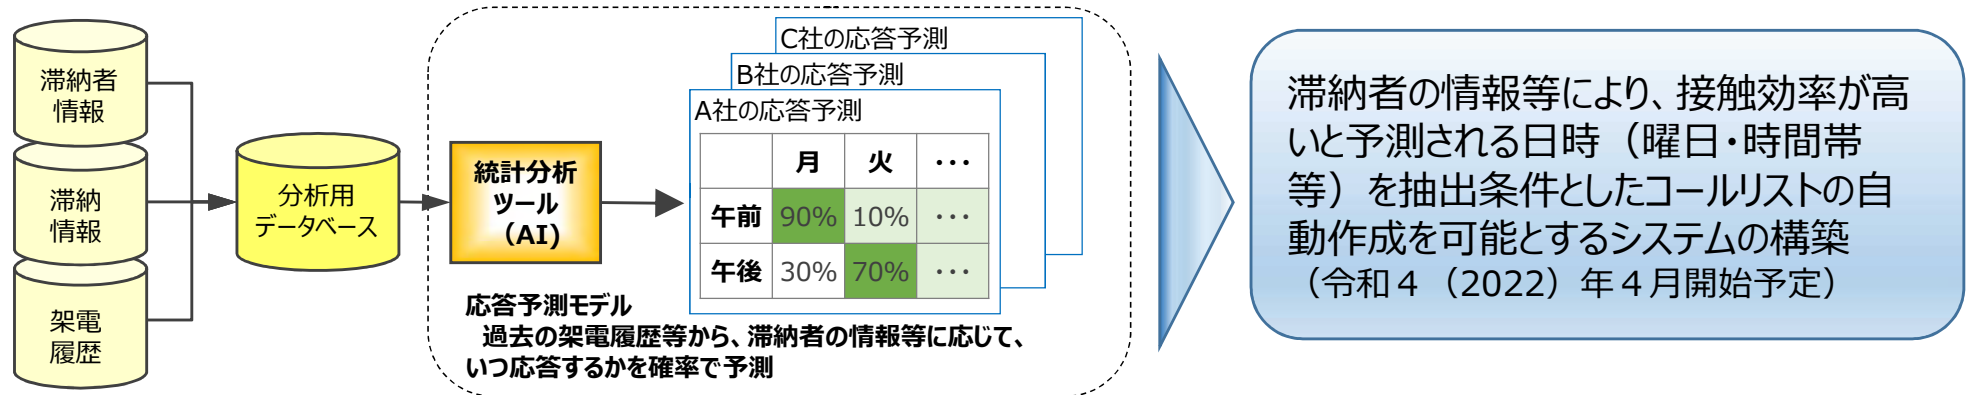 滞納者
情報
滞納
情報
架電
履歴
分析用
データベース
統計分析
ツール
（AI）
C社の応答予測
B社の応答予測
A社の応答予測
月 火 ・・・
午前 90% 10% ・・・
午後 30% 70% ・・・
応答予測モデル
過去の架電履歴等から、滞納者の情報等に応じて、
いつ応答するかを確率で予測
滞納者の情報等により、接触効率が高
いと予測される日時（曜日・時間帯
等）を抽出条件としたコールリストの自
動作成を可能とするシステムの構築
（令和４（2022）年４月開始予定）